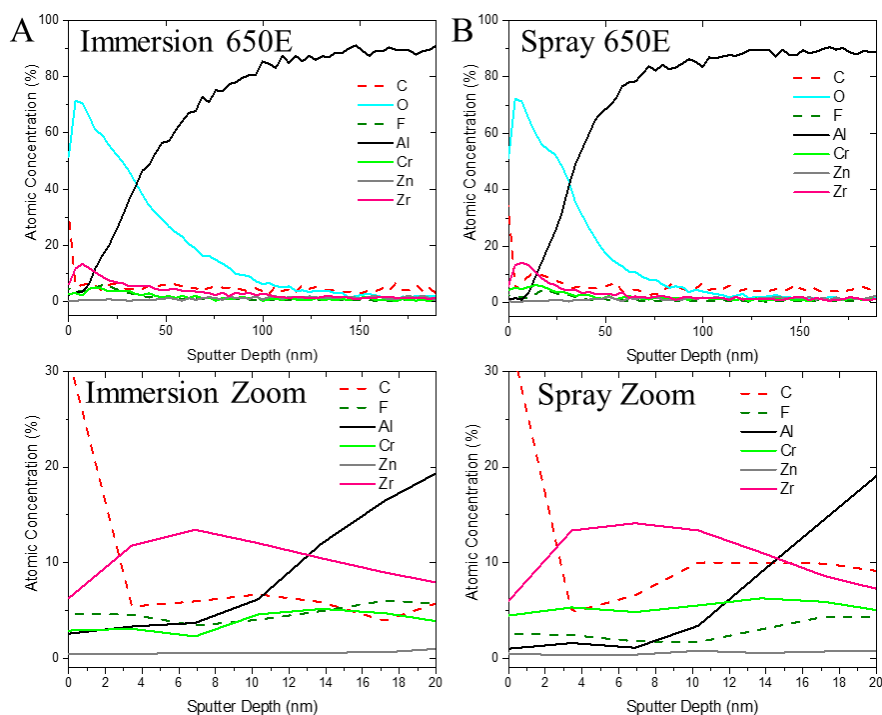 A
Immersion 650E
100
80
60
40
20
0
Atomic Concentration (%)
C
O
F
Al
Cr
Zn
Zr
0 50 100 150
Sputter Depth (nm)
B
Spray 650E
100
80
60
40
20
0
Atomic Concentration (%)
C
O
F
Al
Cr
Zn
Zr
0 50 100 150
Sputter Depth (nm)
Immersion Zoom
30
20
10
0
Atomic Concentration (%)
C
F
Al
Cr
Zn
Zr
0 2 4 6 8 10 12 14 16 18 20
Sputter Depth (nm)
Spray Zoom
30
20
10
0
Atomic Concentration (%)
C
F
Al
Cr
Zn
Zr
0 2 4 6 8 10 12 14 16 18 20
Sputter Depth (nm)